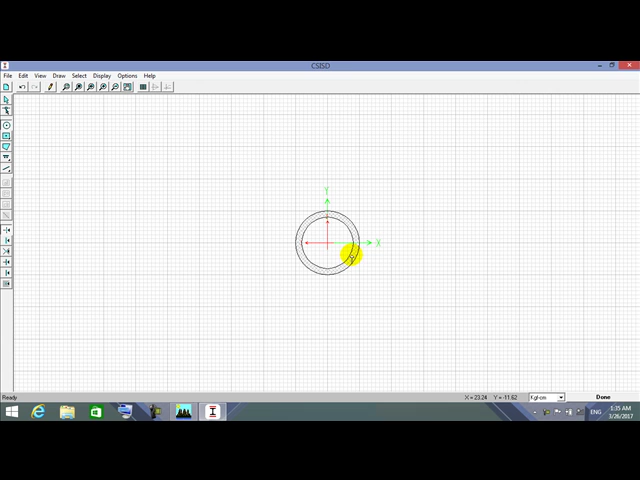 CSISD
File Edit View Draw Select Display Options Help
Y
X
Ready
X = 23.24 Y = -11.62
Kgf-cm
Done
ENG
1:35 AM
3/26/2017